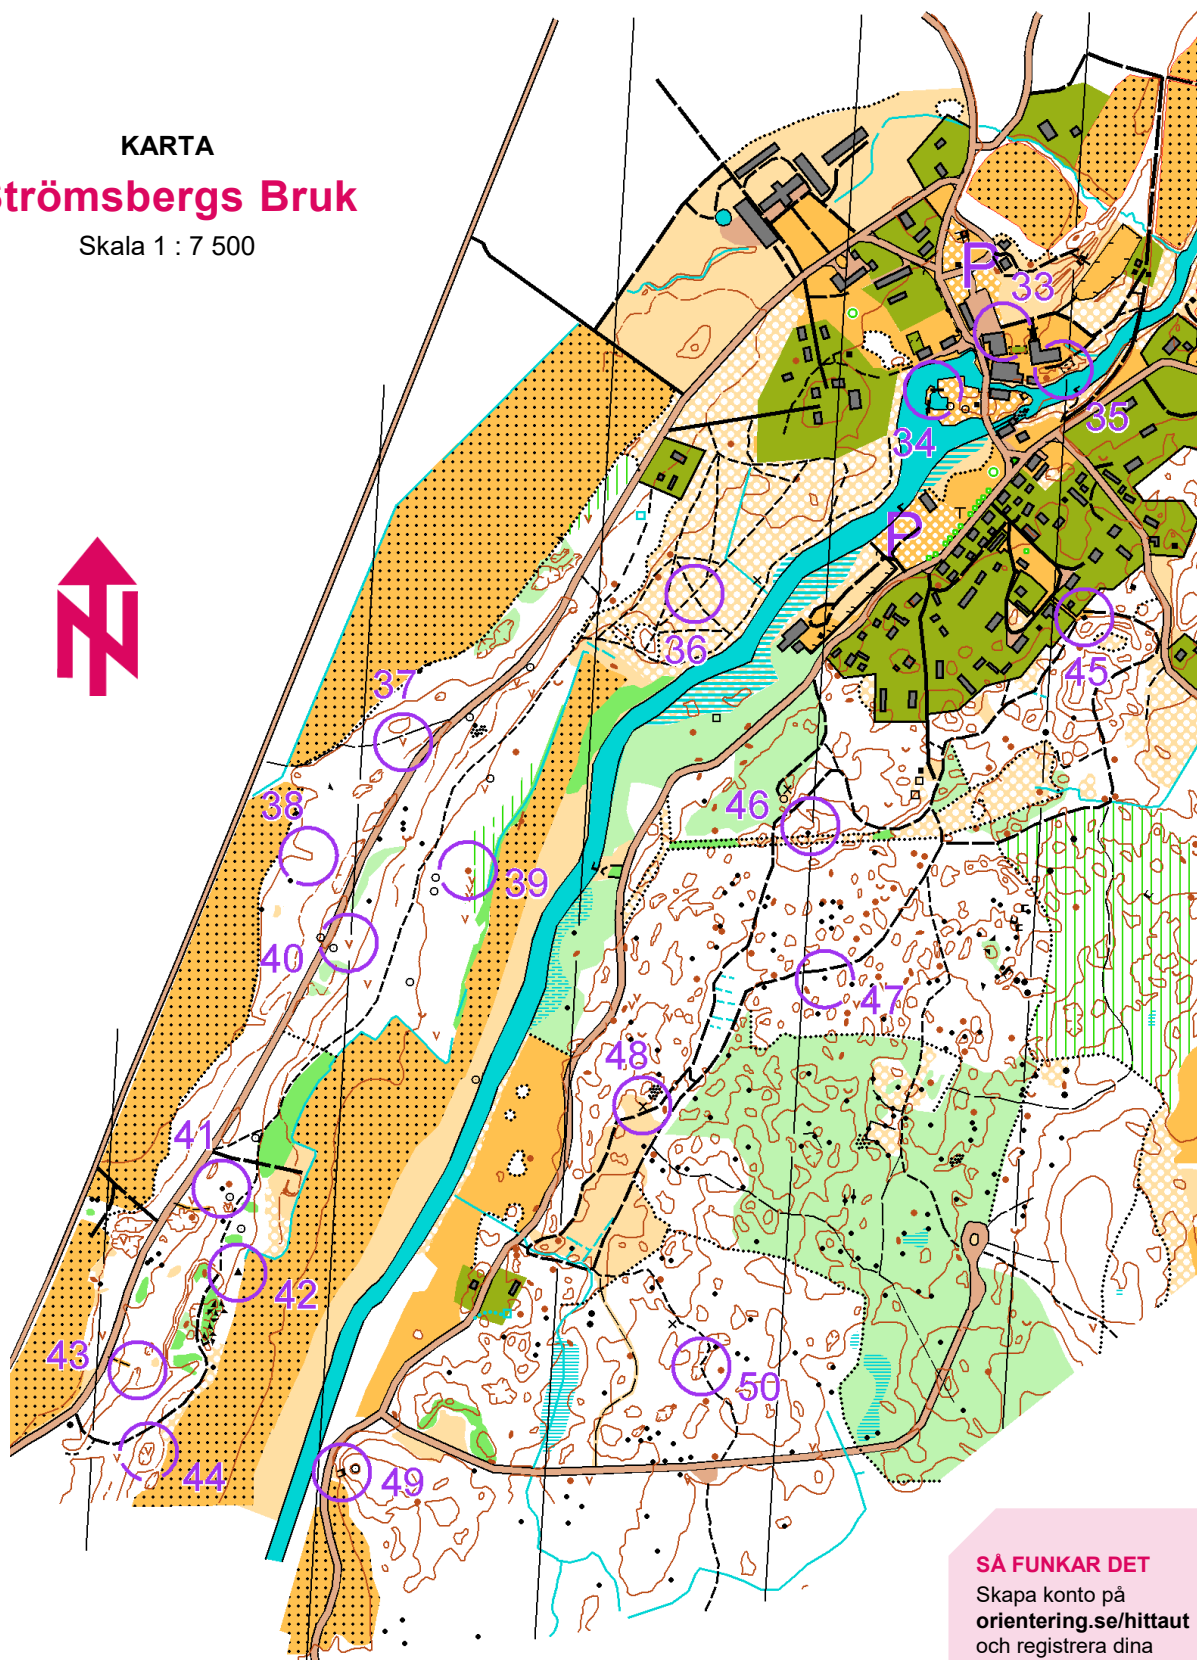 KARTA
Strömsbergs Bruk
Skala 1 : 7 500
N
P
33
34
35
P
36
45
37
38
46
39
40
47
48
41
42
43
50
44
49
SÅ FUNKAR DET
Skapa konto på
orientering.se/hittaut
och registrera dina